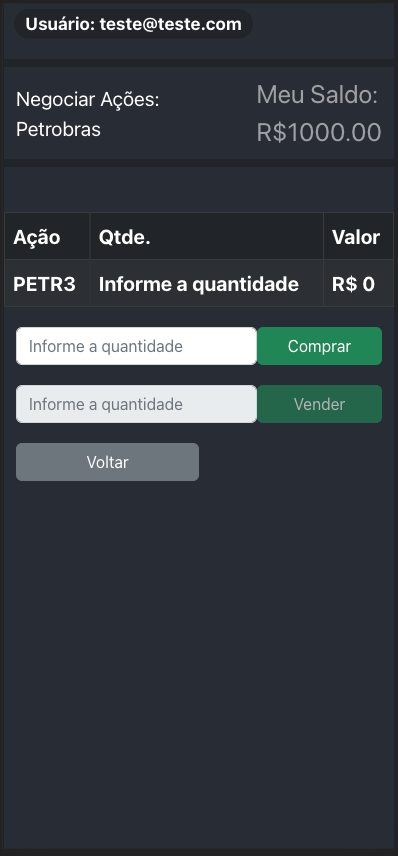 Usuário: teste@teste.com
Negociar Ações:
Petrobras
Meu Saldo:
R$1000.00
Ação Qtde. Valor
PETR3 Informe a quantidade R$ 0
Informe a quantidade Comprar
Informe a quantidade Vender
Voltar